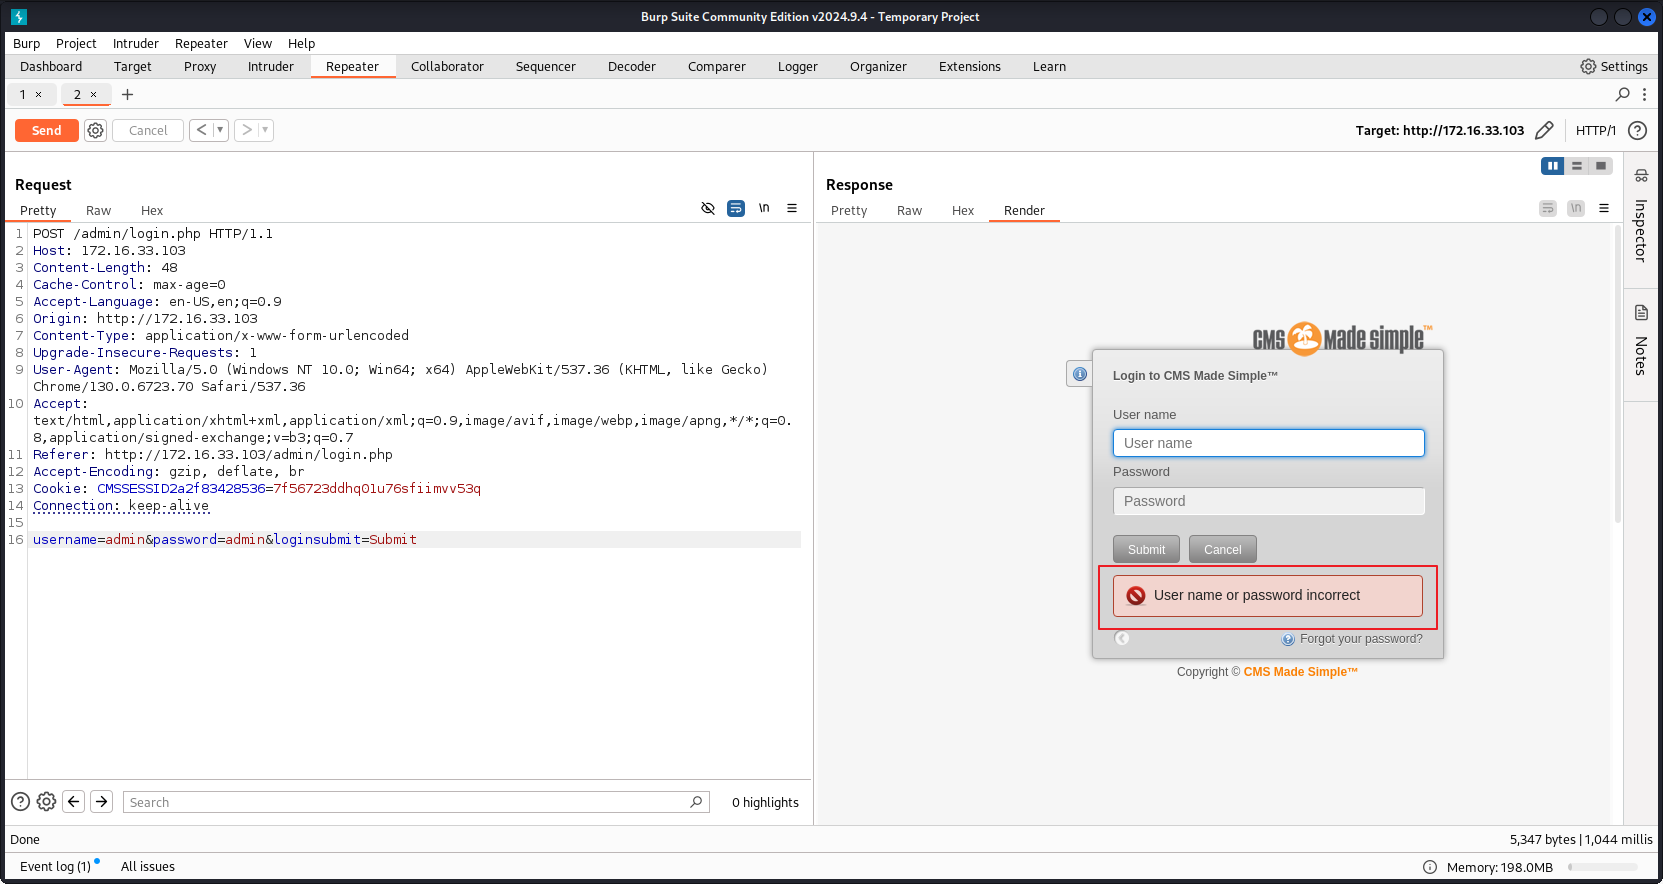 Burp Suite Community Edition v2024.9.4 - Temporary Project
Burp Project Intruder Repeater View Help
Dashboard Target Proxy Intruder Repeater Collaborator Sequencer Decoder Comparer Logger Organizer Extensions Learn Settings
1 × 2 × +
Send Cancel < > Target: http://172.16.33.103 HTTP/1 ?
Request
Pretty Raw Hex \n
1 POST /admin/login.php HTTP/1.1
2 Host: 172.16.33.103
3 Content-Length: 48
4 Cache-Control: max-age=0
5 Accept-Language: en-US,en;q=0.9
6 Origin: http://172.16.33.103
7 Content-Type: application/x-www-form-urlencoded
8 Upgrade-Insecure-Requests: 1
9 User-Agent: Mozilla/5.0 (Windows NT 10.0; Win64; x64) AppleWebKit/537.36 (KHTML, like Gecko)
Chrome/130.0.6723.70 Safari/537.36
10 Accept:
text/html,application/xhtml+xml,application/xml;q=0.9,image/avif,image/webp,image/apng,*/*;q=0.
8,application/signed-exchange;v=b3;q=0.7
11 Referer: http://172.16.33.103/admin/login.php
12 Accept-Encoding: gzip, deflate, br
13 Cookie: CMSSESSID2a2f83428536=7f56723ddhq01u76sfiimvv53q
14 Connection: keep-alive
15
16 username=admin&password=admin&loginsubmit=Submit
? Search 0 highlights
Response
Pretty Raw Hex Render \n
CMS Made simple™
Login to CMS Made Simple™
User name
User name
Password
Password
Submit Cancel
User name or password incorrect
Forgot your password?
Copyright © CMS Made Simple™
Inspector
Notes
Done 5,347 bytes | 1,044 millis
Event log (1) All issues Memory: 198.0MB